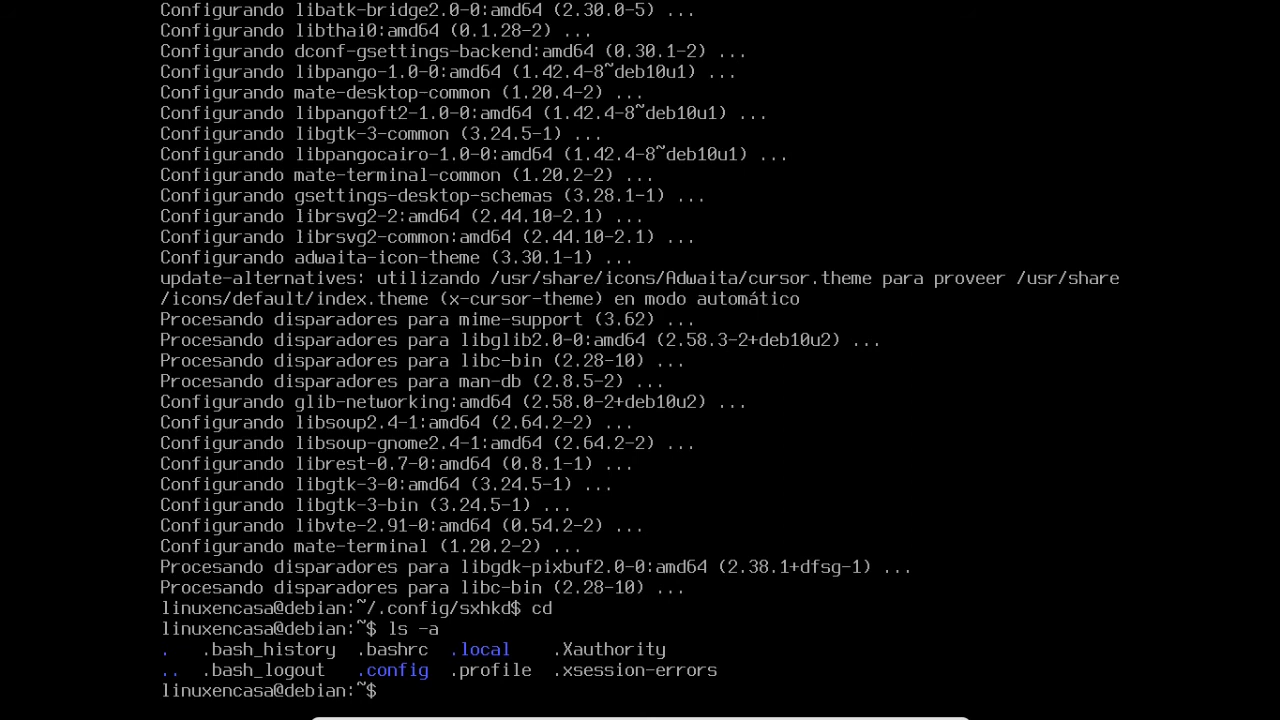 Configurando libatk-bridge2.0-0:amd64 (2.30.0-5) ...
Configurando libthai0:amd64 (0.1.28-2) ...
Configurando dconf-gsettings-backend:amd64 (0.30.1-2) ...
Configurando libpango-1.0-0:amd64 (1.42.4-8~deb10u1) ...
Configurando mate-desktop-common (1.20.4-2) ...
Configurando libpangoft2-1.0-0:amd64 (1.42.4-8~deb10u1) ...
Configurando libgtk-3-common (3.24.5-1) ...
Configurando libpangocairo-1.0-0:amd64 (1.42.4-8~deb10u1) ...
Configurando mate-terminal-common (1.20.2-2) ...
Configurando gsettings-desktop-schemas (3.28.1-1) ...
Configurando librsvg2-2:amd64 (2.44.10-2.1) ...
Configurando librsvg2-common:amd64 (2.44.10-2.1) ...
Configurando adwaita-icon-theme (3.30.1-1) ...
update-alternatives: utilizando /usr/share/icons/Adwaita/cursor.theme para proveer /usr/share
/icons/default/index.theme (x-cursor-theme) en modo automático
Procesando disparadores para mime-support (3.62) ...
Procesando disparadores para libglib2.0-0:amd64 (2.58.3-2+deb10u2) ...
Procesando disparadores para libc-bin (2.28-10) ...
Procesando disparadores para man-db (2.8.5-2) ...
Configurando glib-networking:amd64 (2.58.0-2+deb10u2) ...
Configurando libsoup2.4-1:amd64 (2.64.2-2) ...
Configurando libsoup-gnome2.4-1:amd64 (2.64.2-2) ...
Configurando librest-0.7-0:amd64 (0.8.1-1) ...
Configurando libgtk-3-0:amd64 (3.24.5-1) ...
Configurando libgtk-3-bin (3.24.5-1) ...
Configurando libvte-2.91-0:amd64 (0.54.2-2) ...
Configurando mate-terminal (1.20.2-2) ...
Procesando disparadores para libgdk-pixbuf2.0-0:amd64 (2.38.1+dfsg-1) ...
Procesando disparadores para libc-bin (2.28-10) ...
linuxencasa@debian:~/.config/sxhkd$ cd
linuxencasa@debian:~$ ls -a
. .bash_history .bashrc .local .Xauthority
.. .bash_logout .config .profile .xsession-errors
linuxencasa@debian:~$